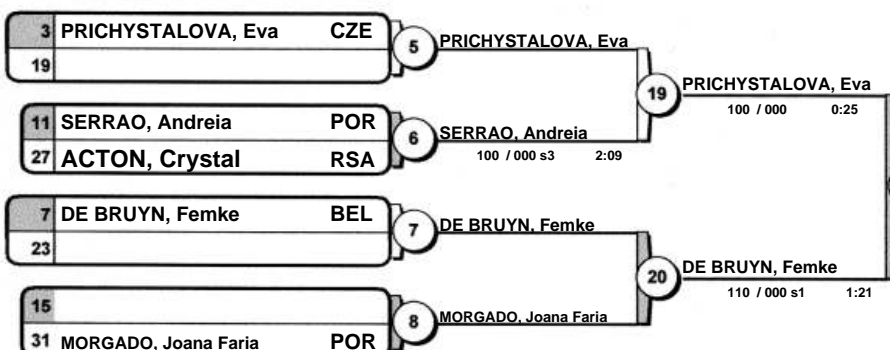 3 PRICHYSTALOVA, Eva CZE
19
5
PRICHYSTALOVA, Eva
11 SERRAO, Andreia POR
27 ACTON, Crystal RSA
6
SERRAO, Andreia
100 / 000 s3 2:09
19
PRICHYSTALOVA, Eva
100 / 000 0:25
7 DE BRUYN, Femke BEL
23
7
DE BRUYN, Femke
15
31 MORGADO, Joana Faria POR
8
MORGADO, Joana Faria
20
DE BRUYN, Femke
110 / 000 s1 1:21